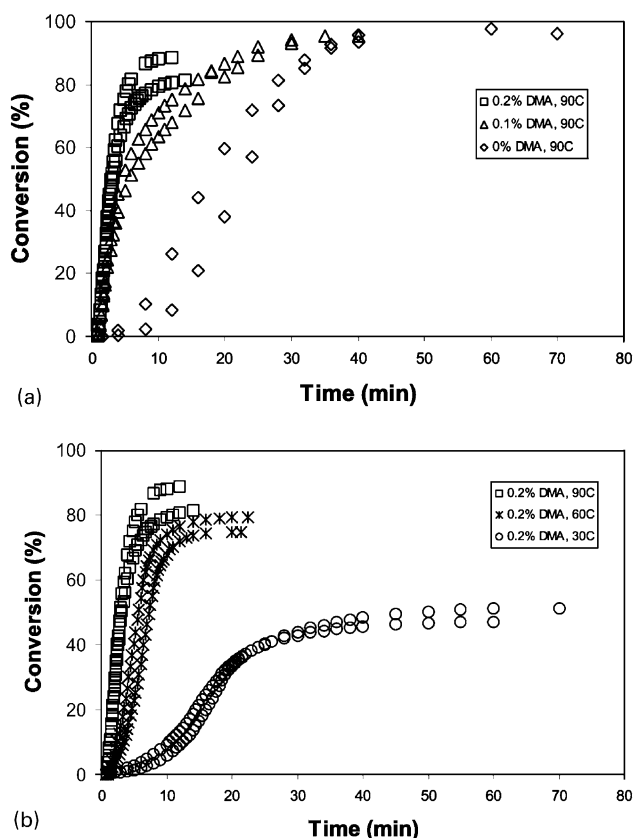 100
80
60
40
20
0
Conversion (%)
0.2% DMA, 90C
0.1% DMA, 90C
0% DMA, 90C
0 10 20 30 40 50 60 70 80
Time (min)
(a)
100
80
60
40
20
0
Conversion (%)
0.2% DMA, 90C
0.2% DMA, 60C
0.2% DMA, 30C
0 10 20 30 40 50 60 70 80
Time (min)
(b)